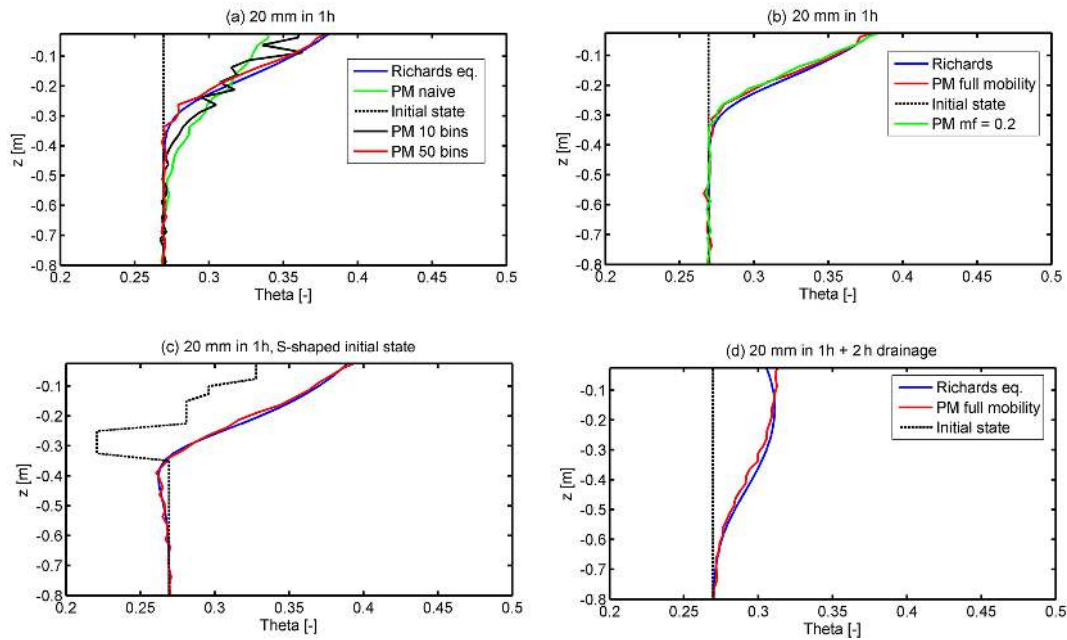 (a) 20 mm in 1h
-0.1
-0.2
-0.3
-0.4
-0.5
-0.6
-0.7
-0.8
z [m]
0.2
0.25
0.3
0.35
0.4
0.45
0.5
Theta [-]
Richards eq.
PM naive
Initial state
PM 10 bins
PM 50 bins
(b) 20 mm in 1h
-0.1
-0.2
-0.3
-0.4
-0.5
-0.6
-0.7
-0.8
z [m]
0.2
0.25
0.3
0.35
0.4
0.45
0.5
Theta [-]
Richards
PM full mobility
Initial state
PM mf = 0.2
(c) 20 mm in 1h, S-shaped initial state
-0.1
-0.2
-0.3
-0.4
-0.5
-0.6
-0.7
-0.8
z [m]
0.2
0.25
0.3
0.35
0.4
0.45
0.5
Theta [-]
(d) 20 mm in 1h + 2h drainage
-0.1
-0.2
-0.3
-0.4
-0.5
-0.6
-0.7
-0.8
z [m]
0.2
0.25
0.3
0.35
0.4
0.45
0.5
Theta [-]
Richards eq.
PM full mobility
Initial state